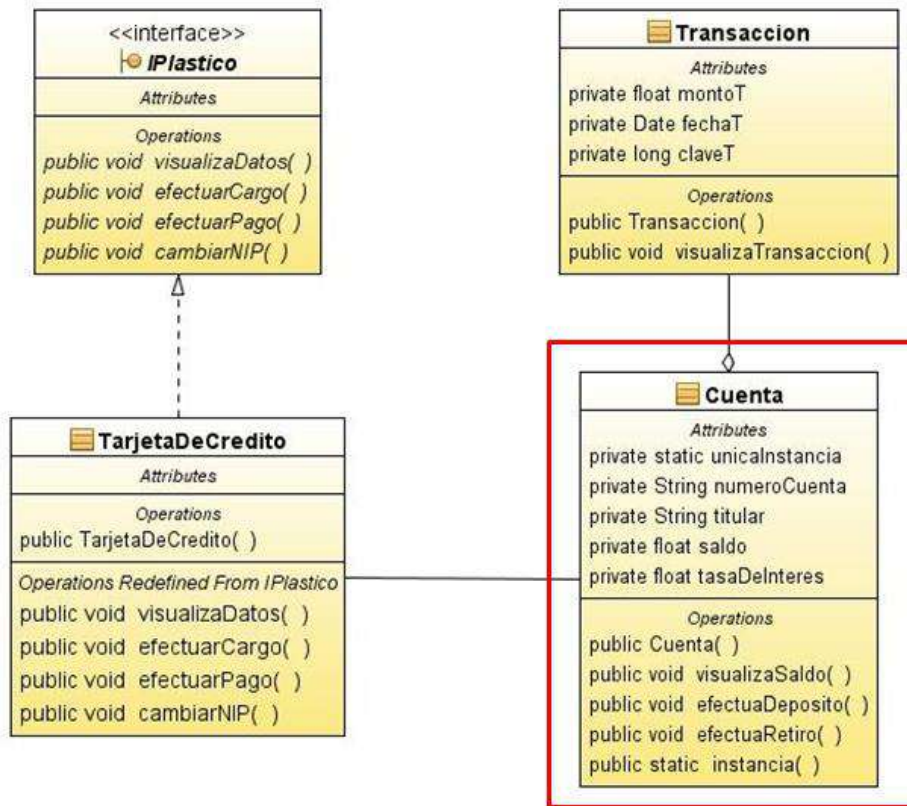 <<interface>>
IPlastico
Attributes
Operations
public void visualizaDatos( )
public void efectuarCargo( )
public void efectuarPago( )
public void cambiarNIP( )
Transaccion
Attributes
private float montoT
private Date fechaT
private long claveT
Operations
public Transaccion( )
public void visualizaTransaccion( )
TarjetaDeCredito
Attributes
Operations
public TarjetaDeCredito( )
Operations Redefined From IPlastico
public void visualizaDatos( )
public void efectuarCargo( )
public void efectuarPago( )
public void cambiarNIP( )
Cuenta
Attributes
private static unicaInstancia
private String numeroCuenta
private String titular
private float saldo
private float tasaDeInteres
Operations
public Cuenta( )
public void visualizaSaldo( )
public void efectuaDeposito( )
public void efectuaRetiro( )
public static instancia( )